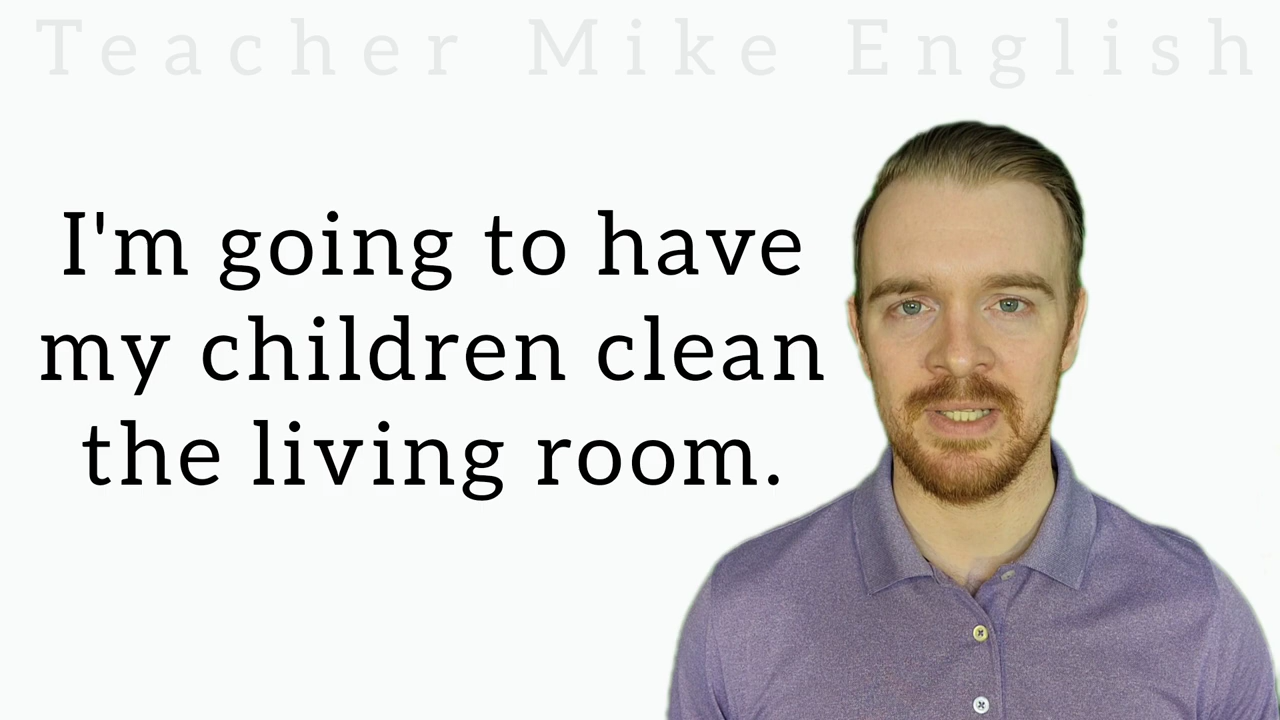 Teacher Mike English
I'm going to have
my children clean
the living room.